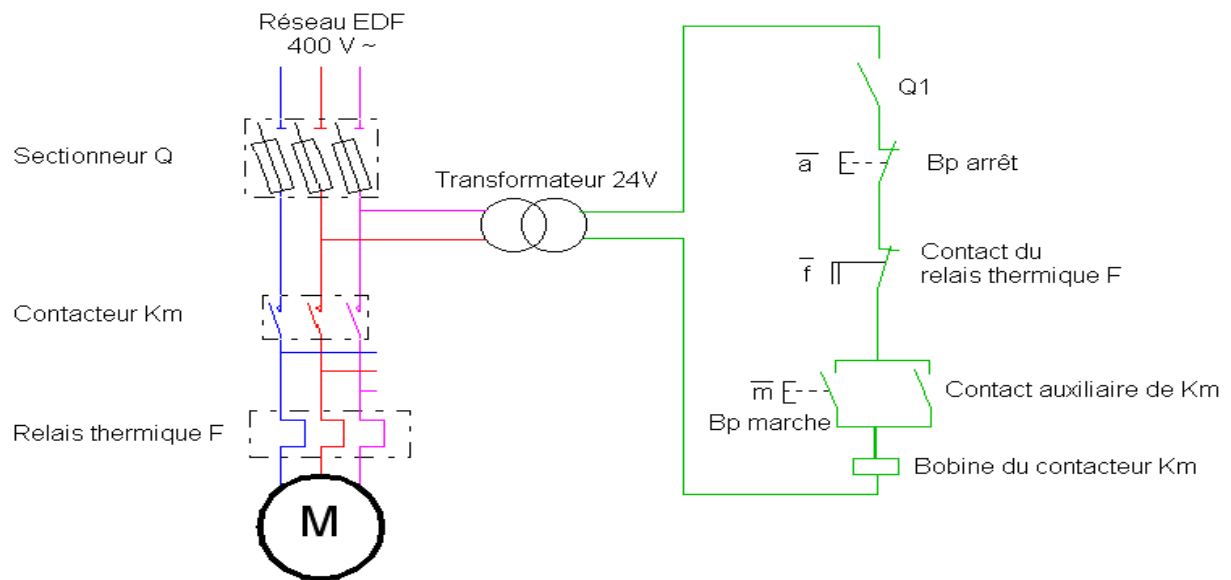 Réseau EDF
400 V ~
Q1
Sectionneur Q
Transformateur 24V
a
Bp arrêt
Contact du
relais thermique F
f
Contacteur Km
m
Contact auxiliaire de Km
Bp marche
Relais thermique F
Bobine du contacteur Km
M